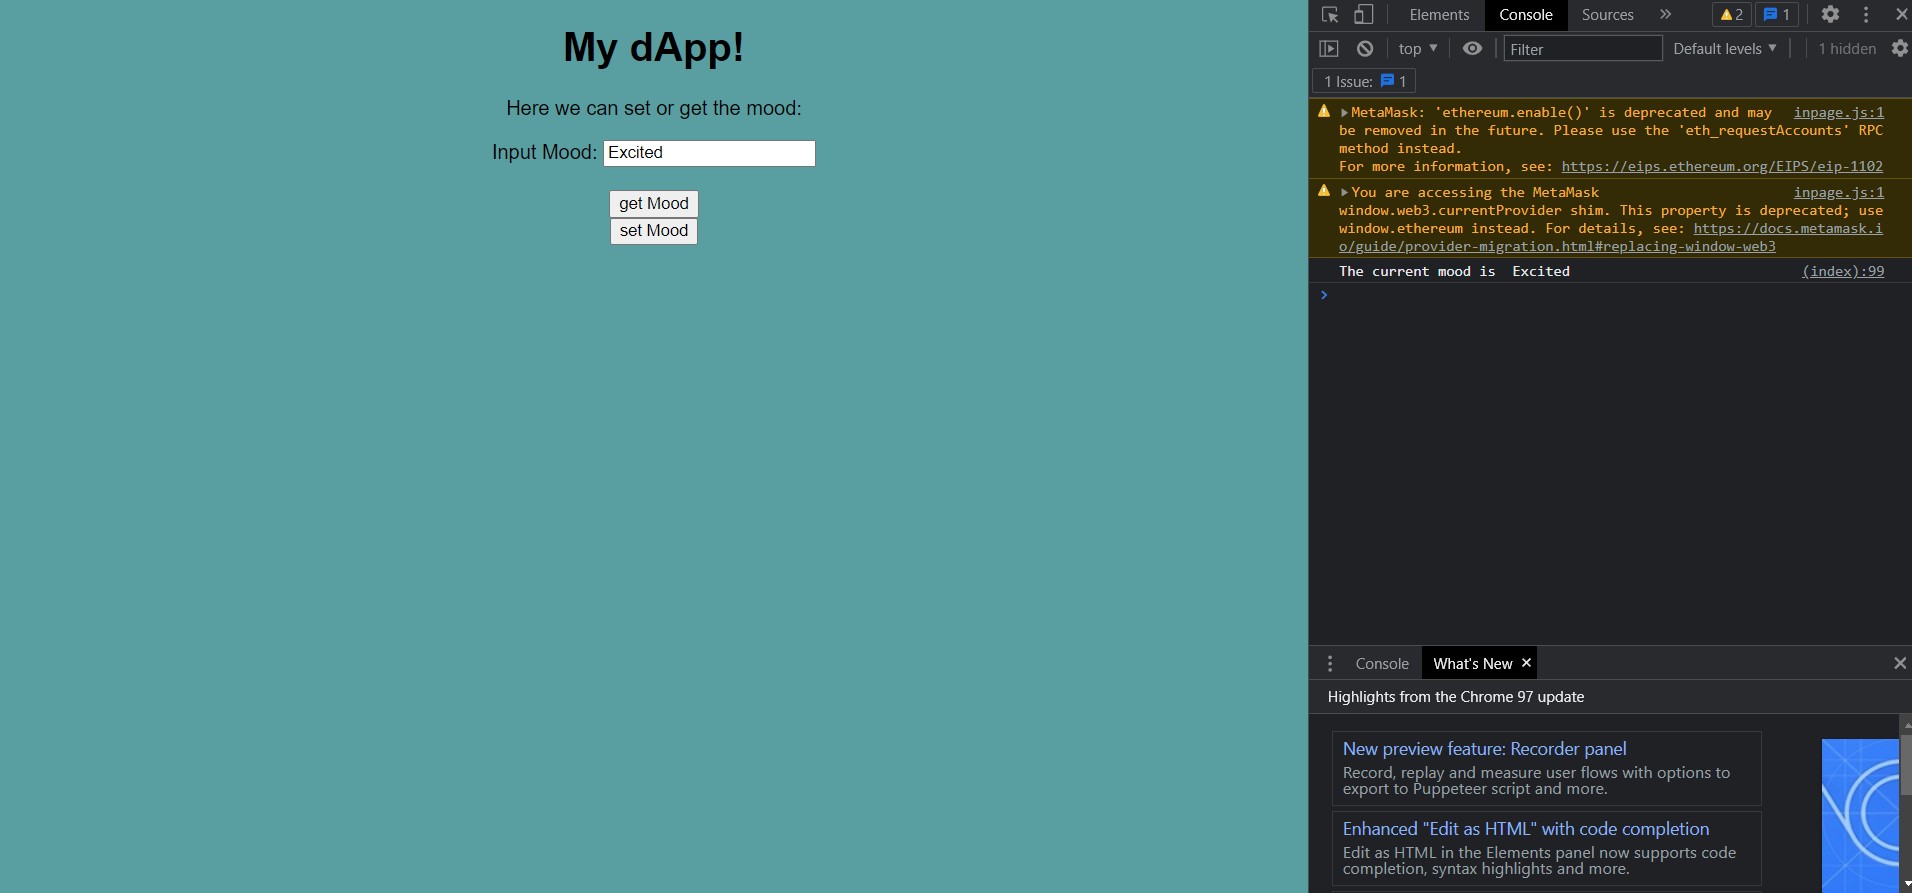 My dApp!
Here we can set or get the mood:
Input Mood: Excited
get Mood
set Mood
Elements Console Sources 2 1
top Filter Default levels 1 hidden
1 Issue: 1
MetaMask: 'ethereum.enable()' is deprecated and may inpage.js:1
be removed in the future. Please use the 'eth_requestAccounts' RPC
method instead.
For more information, see: https://eips.ethereum.org/EIPS/eip-1102
You are accessing the MetaMask inpage.js:1
window.web3.currentProvider shim. This property is deprecated; use
window.ethereum instead. For details, see: https://docs.metamask.i
o/guide/provider-migration.html#replacing-window-web3
The current mood is  Excited (index):99
Console What's New
Highlights from the Chrome 97 update
New preview feature: Recorder panel
Record, replay and measure user flows with options to
export to Puppeteer script and more.
Enhanced "Edit as HTML" with code completion
Edit as HTML in the Elements panel now supports code
completion, syntax highlights and more.